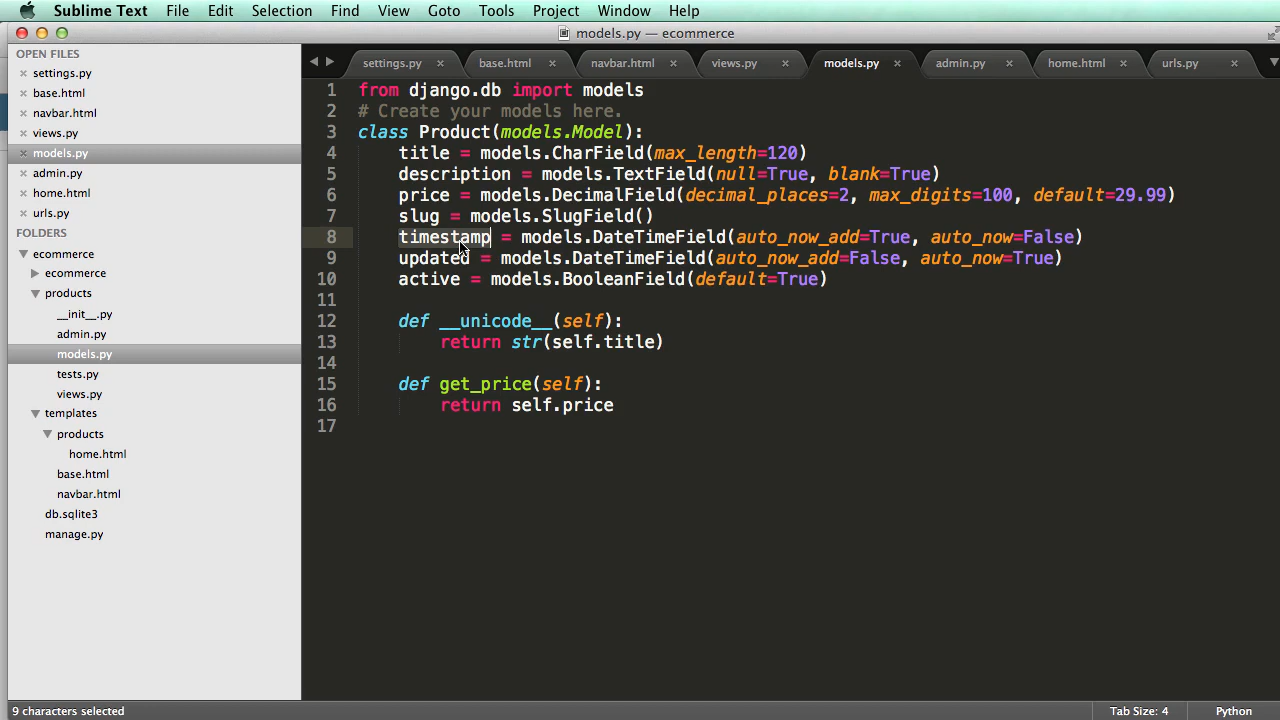 Sublime Text File Edit Selection Find View Goto Tools Project Window Help
models.py — ecommerce
OPEN FILES
settings.py
base.html
navbar.html
views.py
models.py
admin.py
home.html
urls.py
FOLDERS
ecommerce
ecommerce
products
__init__.py
admin.py
models.py
tests.py
views.py
templates
products
home.html
base.html
navbar.html
db.sqlite3
manage.py
settings.py base.html navbar.html views.py models.py admin.py home.html urls.py
1 from django.db import models
2 # Create your models here.
3 class Product(models.Model):
4 title = models.CharField(max_length=120)
5 description = models.TextField(null=True, blank=True)
6 price = models.DecimalField(decimal_places=2, max_digits=100, default=29.99)
7 slug = models.SlugField()
8 timestamp = models.DateTimeField(auto_now_add=True, auto_now=False)
9 updated = models.DateTimeField(auto_now_add=False, auto_now=True)
10 active = models.BooleanField(default=True)
11
12 def __unicode__(self):
13 return str(self.title)
14
15 def get_price(self):
16 return self.price
17
9 characters selected Tab Size: 4 Python